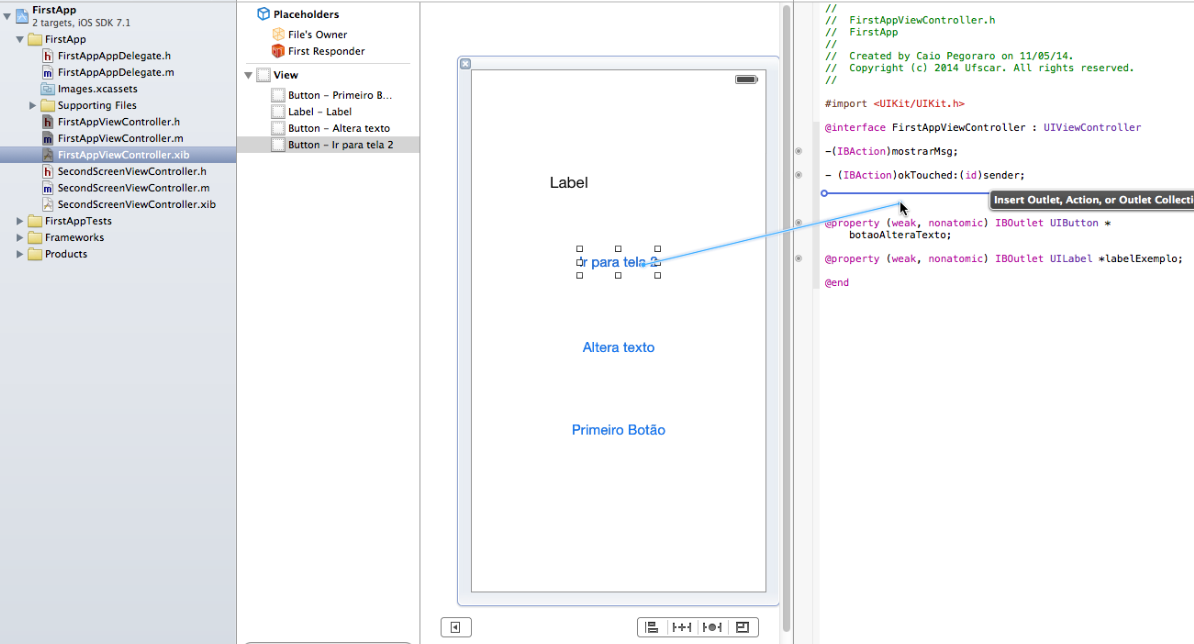 FirstApp
2 targets, iOS SDK 7.1
FirstApp
FirstAppAppDelegate.h
FirstAppAppDelegate.m
Images.xcassets
Supporting Files
FirstAppViewController.h
FirstAppViewController.m
FirstAppViewController.xib
SecondScreenViewController.h
SecondScreenViewController.m
SecondScreenViewController.xib
FirstAppTests
Frameworks
Products
Placeholders
File's Owner
First Responder
View
Button – Primeiro B...
Label – Label
Button – Altera texto
Button – Ir para tela 2
Label
Ir para tela 2
Altera texto
Primeiro Botão
//
// FirstAppViewController.h
// FirstApp
//
// Created by Caio Pegoraro on 11/05/14.
// Copyright (c) 2014 Ufscar. All rights reserved.
//
#import <UIKit/UIKit.h>
@interface FirstAppViewController : UIViewController
-(IBAction)mostrarMsg;
- (IBAction)okTouched:(id)sender;
Insert Outlet, Action, or Outlet Collecti
@property (weak, nonatomic) IBOutlet UIButton *
botaoAlteraTexto;
@property (weak, nonatomic) IBOutlet UILabel *labelExemplo;
@end